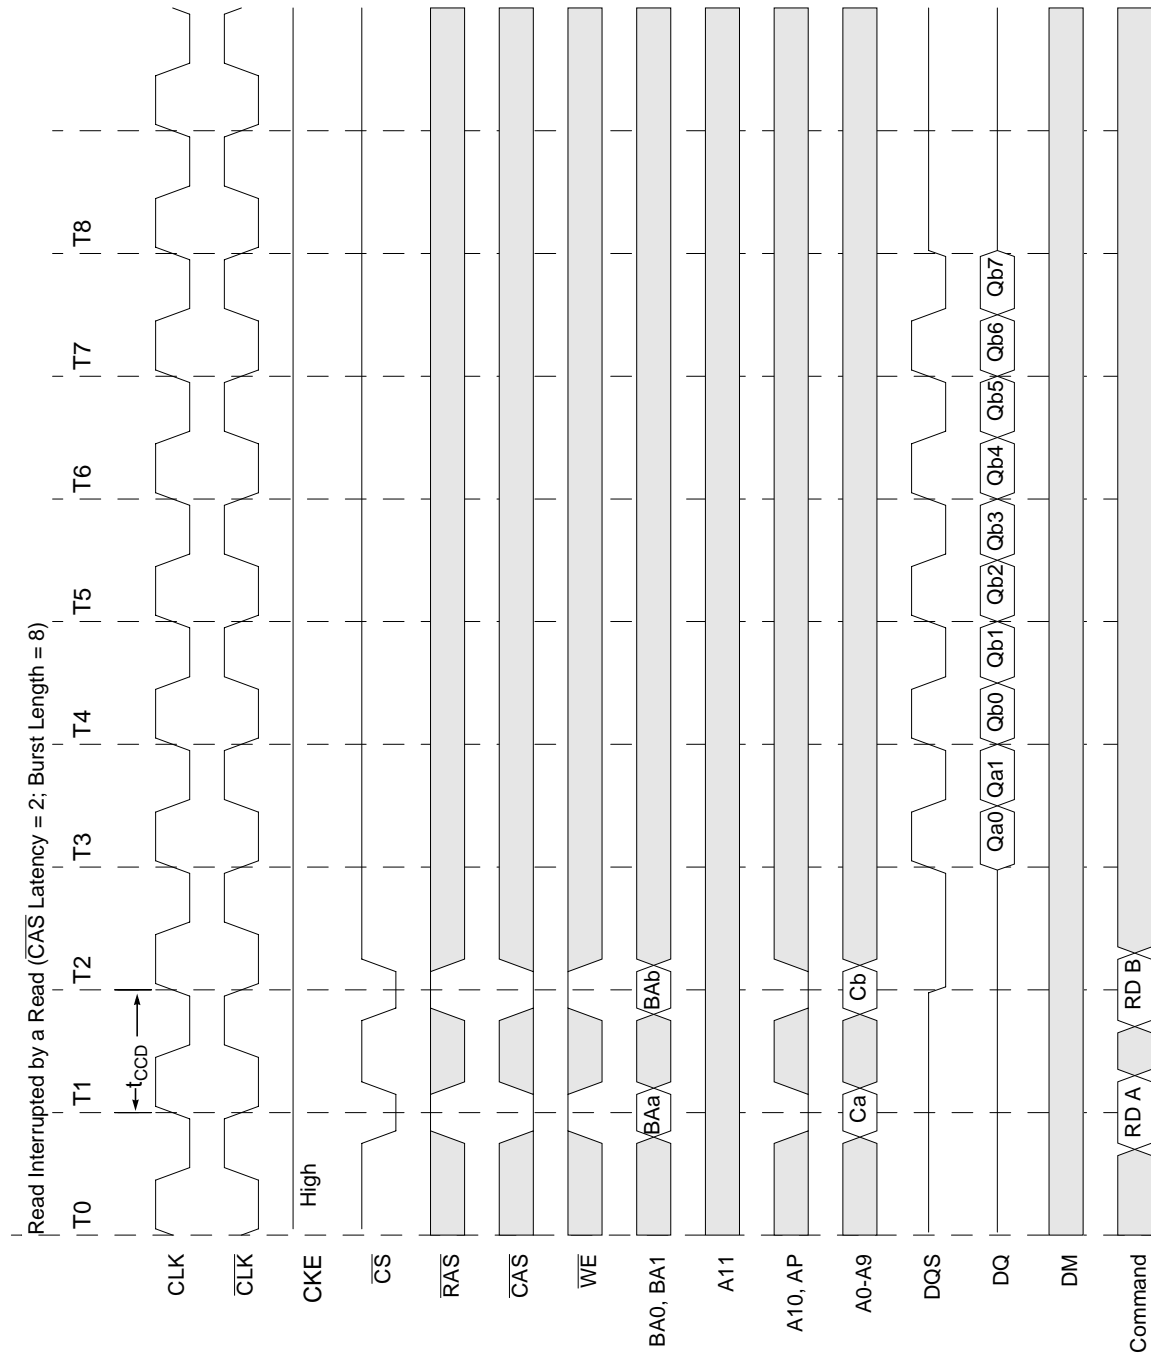 Read Interrupted by a Read (CAS Latency = 2; Burst Length = 8)
T0 T1 T2 T3 T4 T5 T6 T7 T8
tCCD
CLK
CLK
CKE High
CS
RAS
CAS
WE
BA0, BA1 BAa BAb
A11
A10, AP
A0-A9 Ca Cb
DQS
DQ Qa0 Qa1 Qb0 Qb1 Qb2 Qb3 Qb4 Qb5 Qb6 Qb7
DM
Command RD A RD B